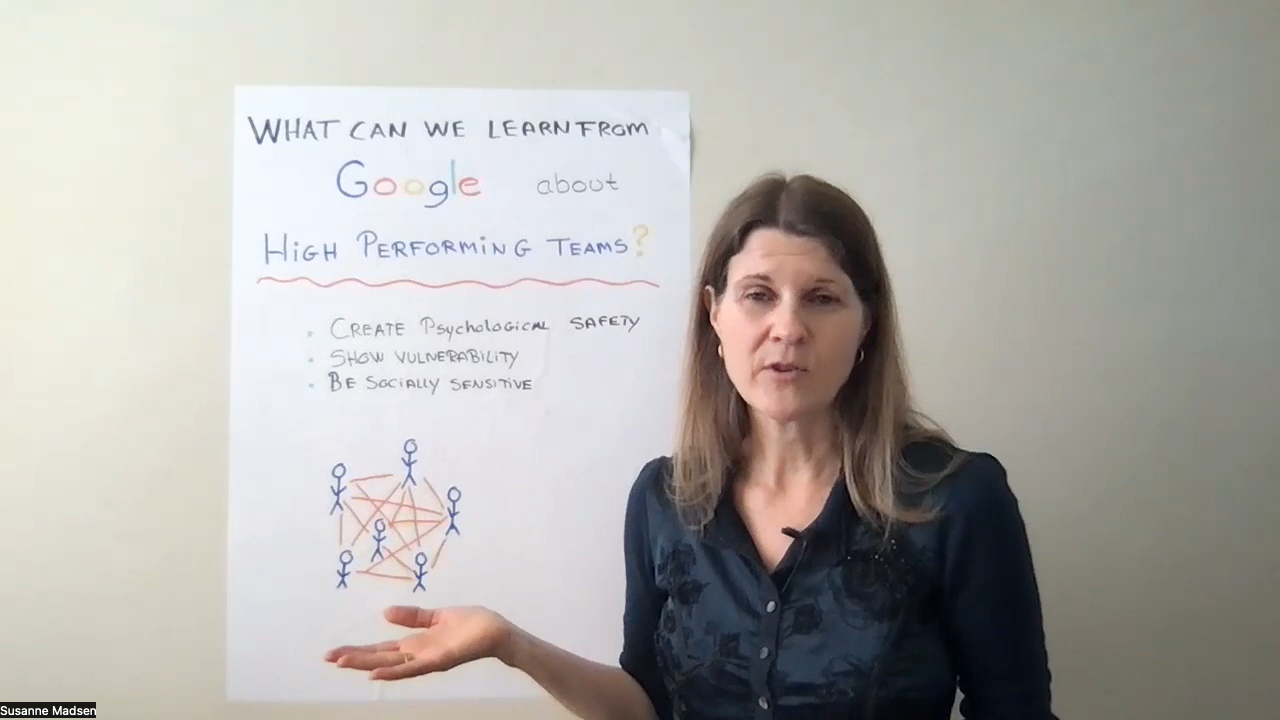 WHAT CAN WE LEARN FROM
Google about
HIGH PERFORMING TEAMS?
• CREATE PSYCHOLOGICAL SAFETY
• SHOW VULNERABILITY
• BE SOCIALLY SENSITIVE
Susanne Madsen